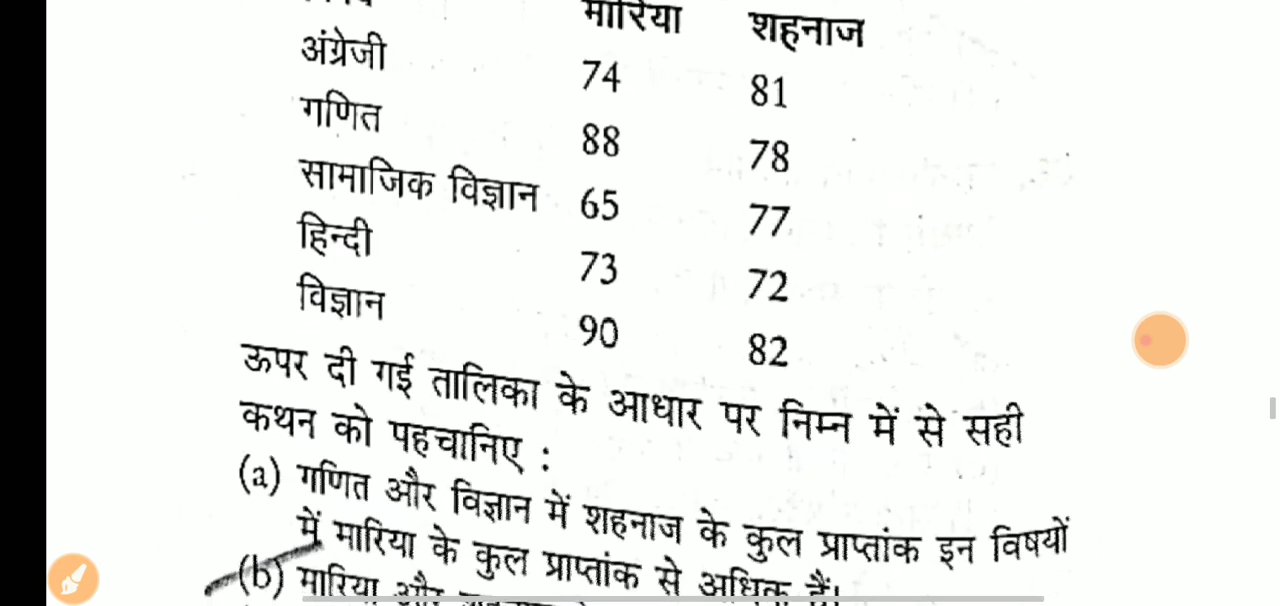 मारिया शहनाज
अंग्रेजी 74 81
गणित 88 78
सामाजिक विज्ञान 65 77
हिन्दी 73 72
विज्ञान 90 82
ऊपर दी गई तालिका के आधार पर निम्न में से सही
कथन को पहचानिए :
(a) गणित और विज्ञान में शहनाज के कुल प्राप्तांक इन विषयों
में मारिया के कुल प्राप्तांक से अधिक हैं।
(b) मारिया और